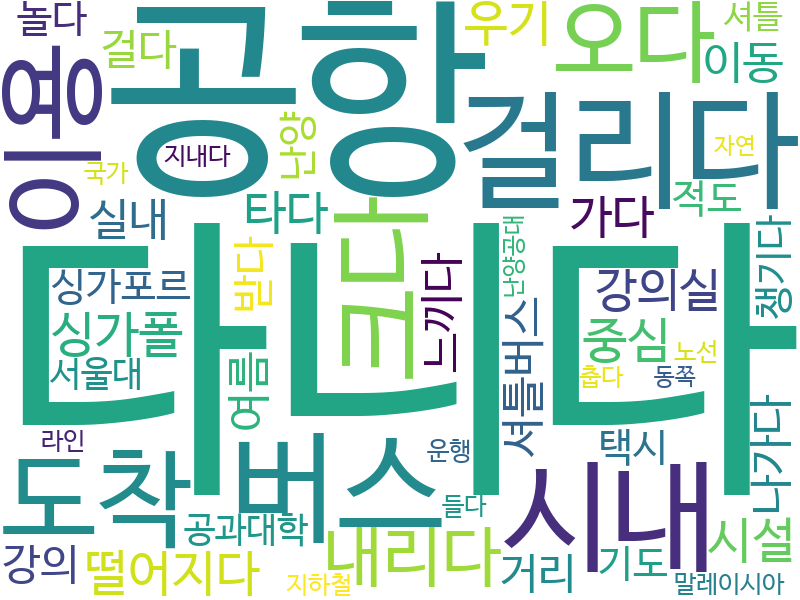 놀다
공항
우기
오다
셔틀
걸다
이동
이용
걸리다
난양
지내다
국가
자연
실내
타다
크다
가다
적도
난양공대
받다
느끼다
챙기다
싱가포르
강의실
다니다
싱가폴
중심
노선
서울대
여름
셔틀버스
춥다
동쪽
라인
버스
운행
택시
나가다
도착
시내
들다
공과대학
시설
강의
떨어지다
내리다
거리
기도
지하철
말레이시아